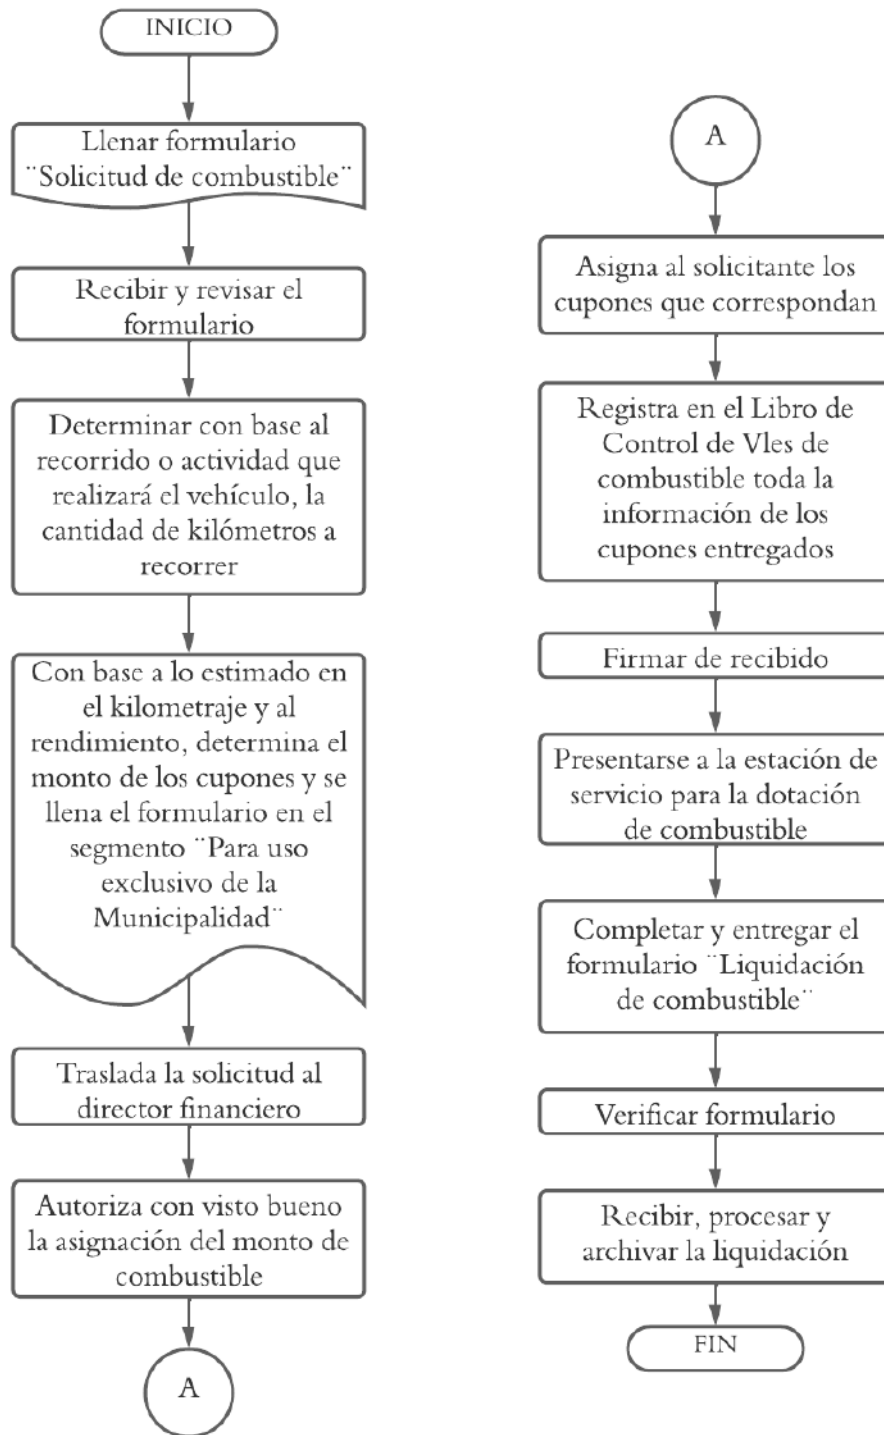 INICIO
Llenar formulario
¨Solicitud de combustible¨
Recibir y revisar el
formulario
Determinar con base al
recorrido o actividad que
realizará el vehículo, la
cantidad de kilómetros a
recorrer
Con base a lo estimado en
el kilometraje y al
rendimiento, determina el
monto de los cupones y se
llena el formulario en el
segmento ¨Para uso
exclusivo de la
Municipalidad¨
Traslada la solicitud al
director financiero
Autoriza con visto bueno
la asignación del monto de
combustible
A
A
Asigna al solicitante los
cupones que correspondan
Registra en el Libro de
Control de Vles de
combustible toda la
información de los
cupones entregados
Firmar de recibido
Presentarse a la estación de
servicio para la dotación
de combustible
Completar y entregar el
formulario ¨Liquidación
de combustible¨
Verificar formulario
Recibir, procesar y
archivar la liquidación
FIN